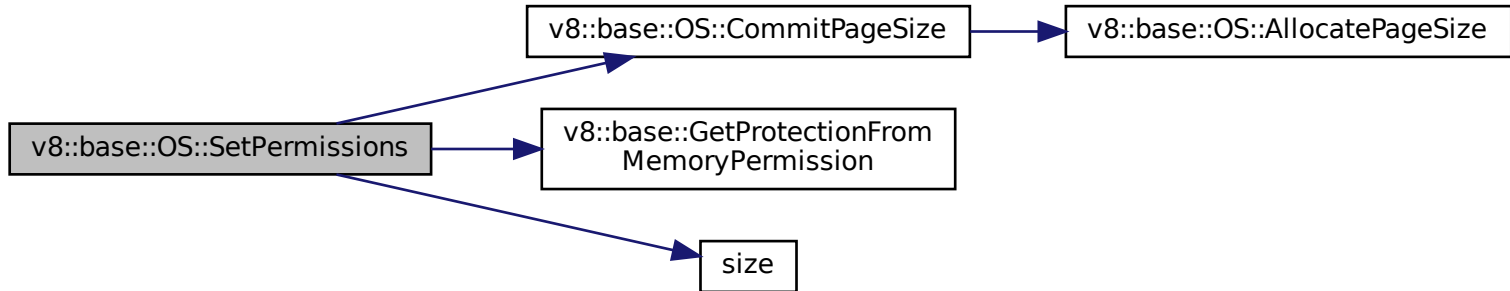 v8::base::OS::CommitPageSize
v8::base::OS::AllocatePageSize
v8::base::OS::SetPermissions
v8::base::GetProtectionFrom
MemoryPermission
size